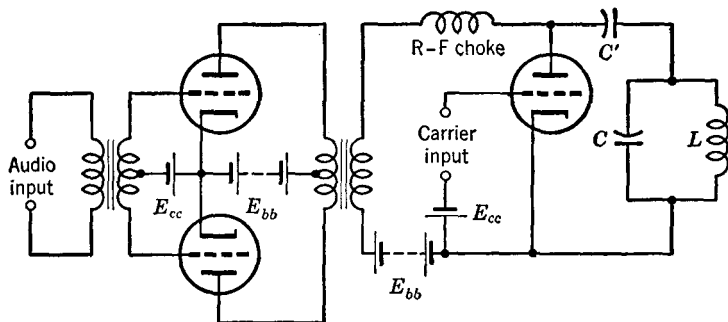 R-F choke
C'
Audio
input
Carrier
input
C
L
E_cc
E_bb
E_cc
E_bb